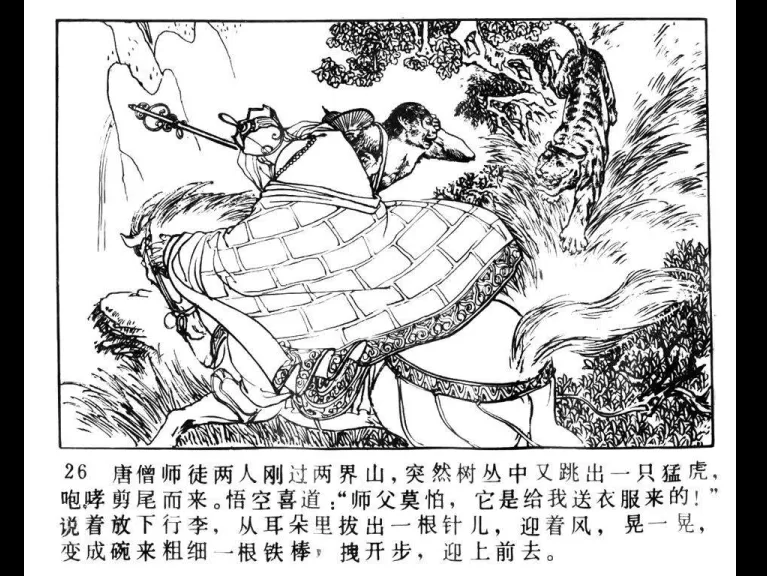 26 唐僧师徒两人刚过两界山，突然树丛中又跳出一只猛虎，
咆哮剪尾而来。悟空喜道：“师父莫怕，它是给我送衣服来的！”
说着放下行李，从耳朵里拔出一根针儿，迎着风，晃一晃，
变成碗来粗细一根铁棒，拽开步，迎上前去。